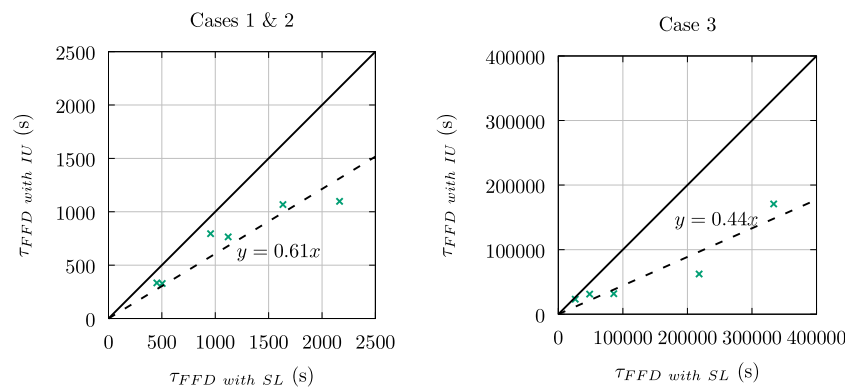 Cases 1 & 2
2500
2000
1500
1000
500
0
0 500 1000 1500 2000 2500
τFFD with IU (s)
τFFD with SL (s)
y = 0.61x
Case 3
400000
300000
200000
100000
0
0 100000 200000 300000 400000
τFFD with IU (s)
τFFD with SL (s)
y = 0.44x